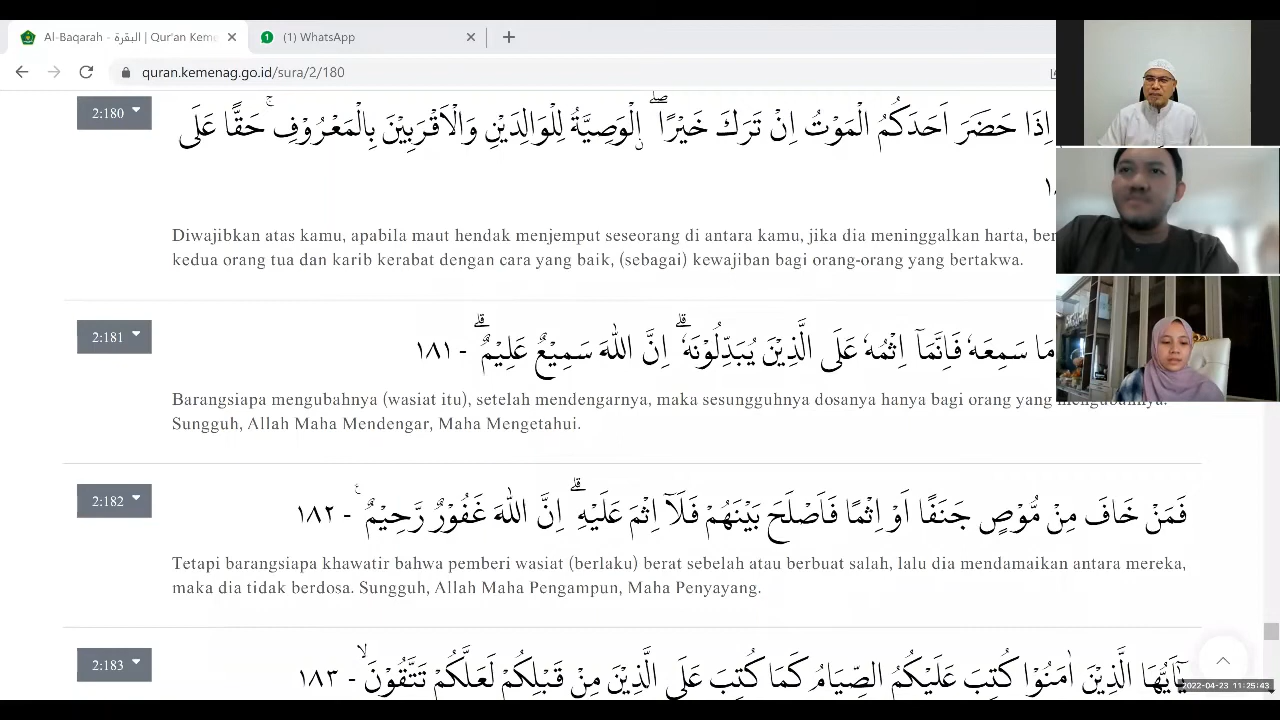 Al-Baqarah - البقرة | Qur'an Keme
(1) WhatsApp
quran.kemenag.go.id/sura/2/180
2:180
اِذَا حَضَرَ اَحَدَكُمُ الْمَوْتُ اِنْ تَرَكَ خَيْرًا ۖ ۨالْوَصِيَّةُ لِلْوَالِدَيْنِ وَالْاَقْرَبِيْنَ بِالْمَعْرُوْفِۚ حَقًّا عَلَى
Diwajibkan atas kamu, apabila maut hendak menjemput seseorang di antara kamu, jika dia meninggalkan harta, ber
kedua orang tua dan karib kerabat dengan cara yang baik, (sebagai) kewajiban bagi orang-orang yang bertakwa.
2:181
مَا سَمِعَهٗ فَاِنَّمَآ اِثْمُهٗ عَلَى الَّذِيْنَ يُبَدِّلُوْنَهٗ ۗ اِنَّ اللّٰهَ سَمِيْعٌ عَلِيْمٌ ۗ - ١٨١
Barangsiapa mengubahnya (wasiat itu), setelah mendengarnya, maka sesungguhnya dosanya hanya bagi orang yang mengubahnya.
Sungguh, Allah Maha Mendengar, Maha Mengetahui.
2:182
فَمَنْ خَافَ مِنْ مُّوْصٍ جَنَفًا اَوْ اِثْمًا فَاَصْلَحَ بَيْنَهُمْ فَلَآ اِثْمَ عَلَيْهِ ۗ اِنَّ اللّٰهَ غَفُوْرٌ رَّحِيْمٌ ۚ - ١٨٢
Tetapi barangsiapa khawatir bahwa pemberi wasiat (berlaku) berat sebelah atau berbuat salah, lalu dia mendamaikan antara mereka,
maka dia tidak berdosa. Sungguh, Allah Maha Pengampun, Maha Penyayang.
2:183
يٰٓاَيُّهَا الَّذِيْنَ اٰمَنُوْا كُتِبَ عَلَيْكُمُ الصِّيَامُ كَمَا كُتِبَ عَلَى الَّذِيْنَ مِنْ قَبْلِكُمْ لَعَلَّكُمْ تَتَّقُوْنَۙ - ١٨٣
2022-04-23 11:25:43